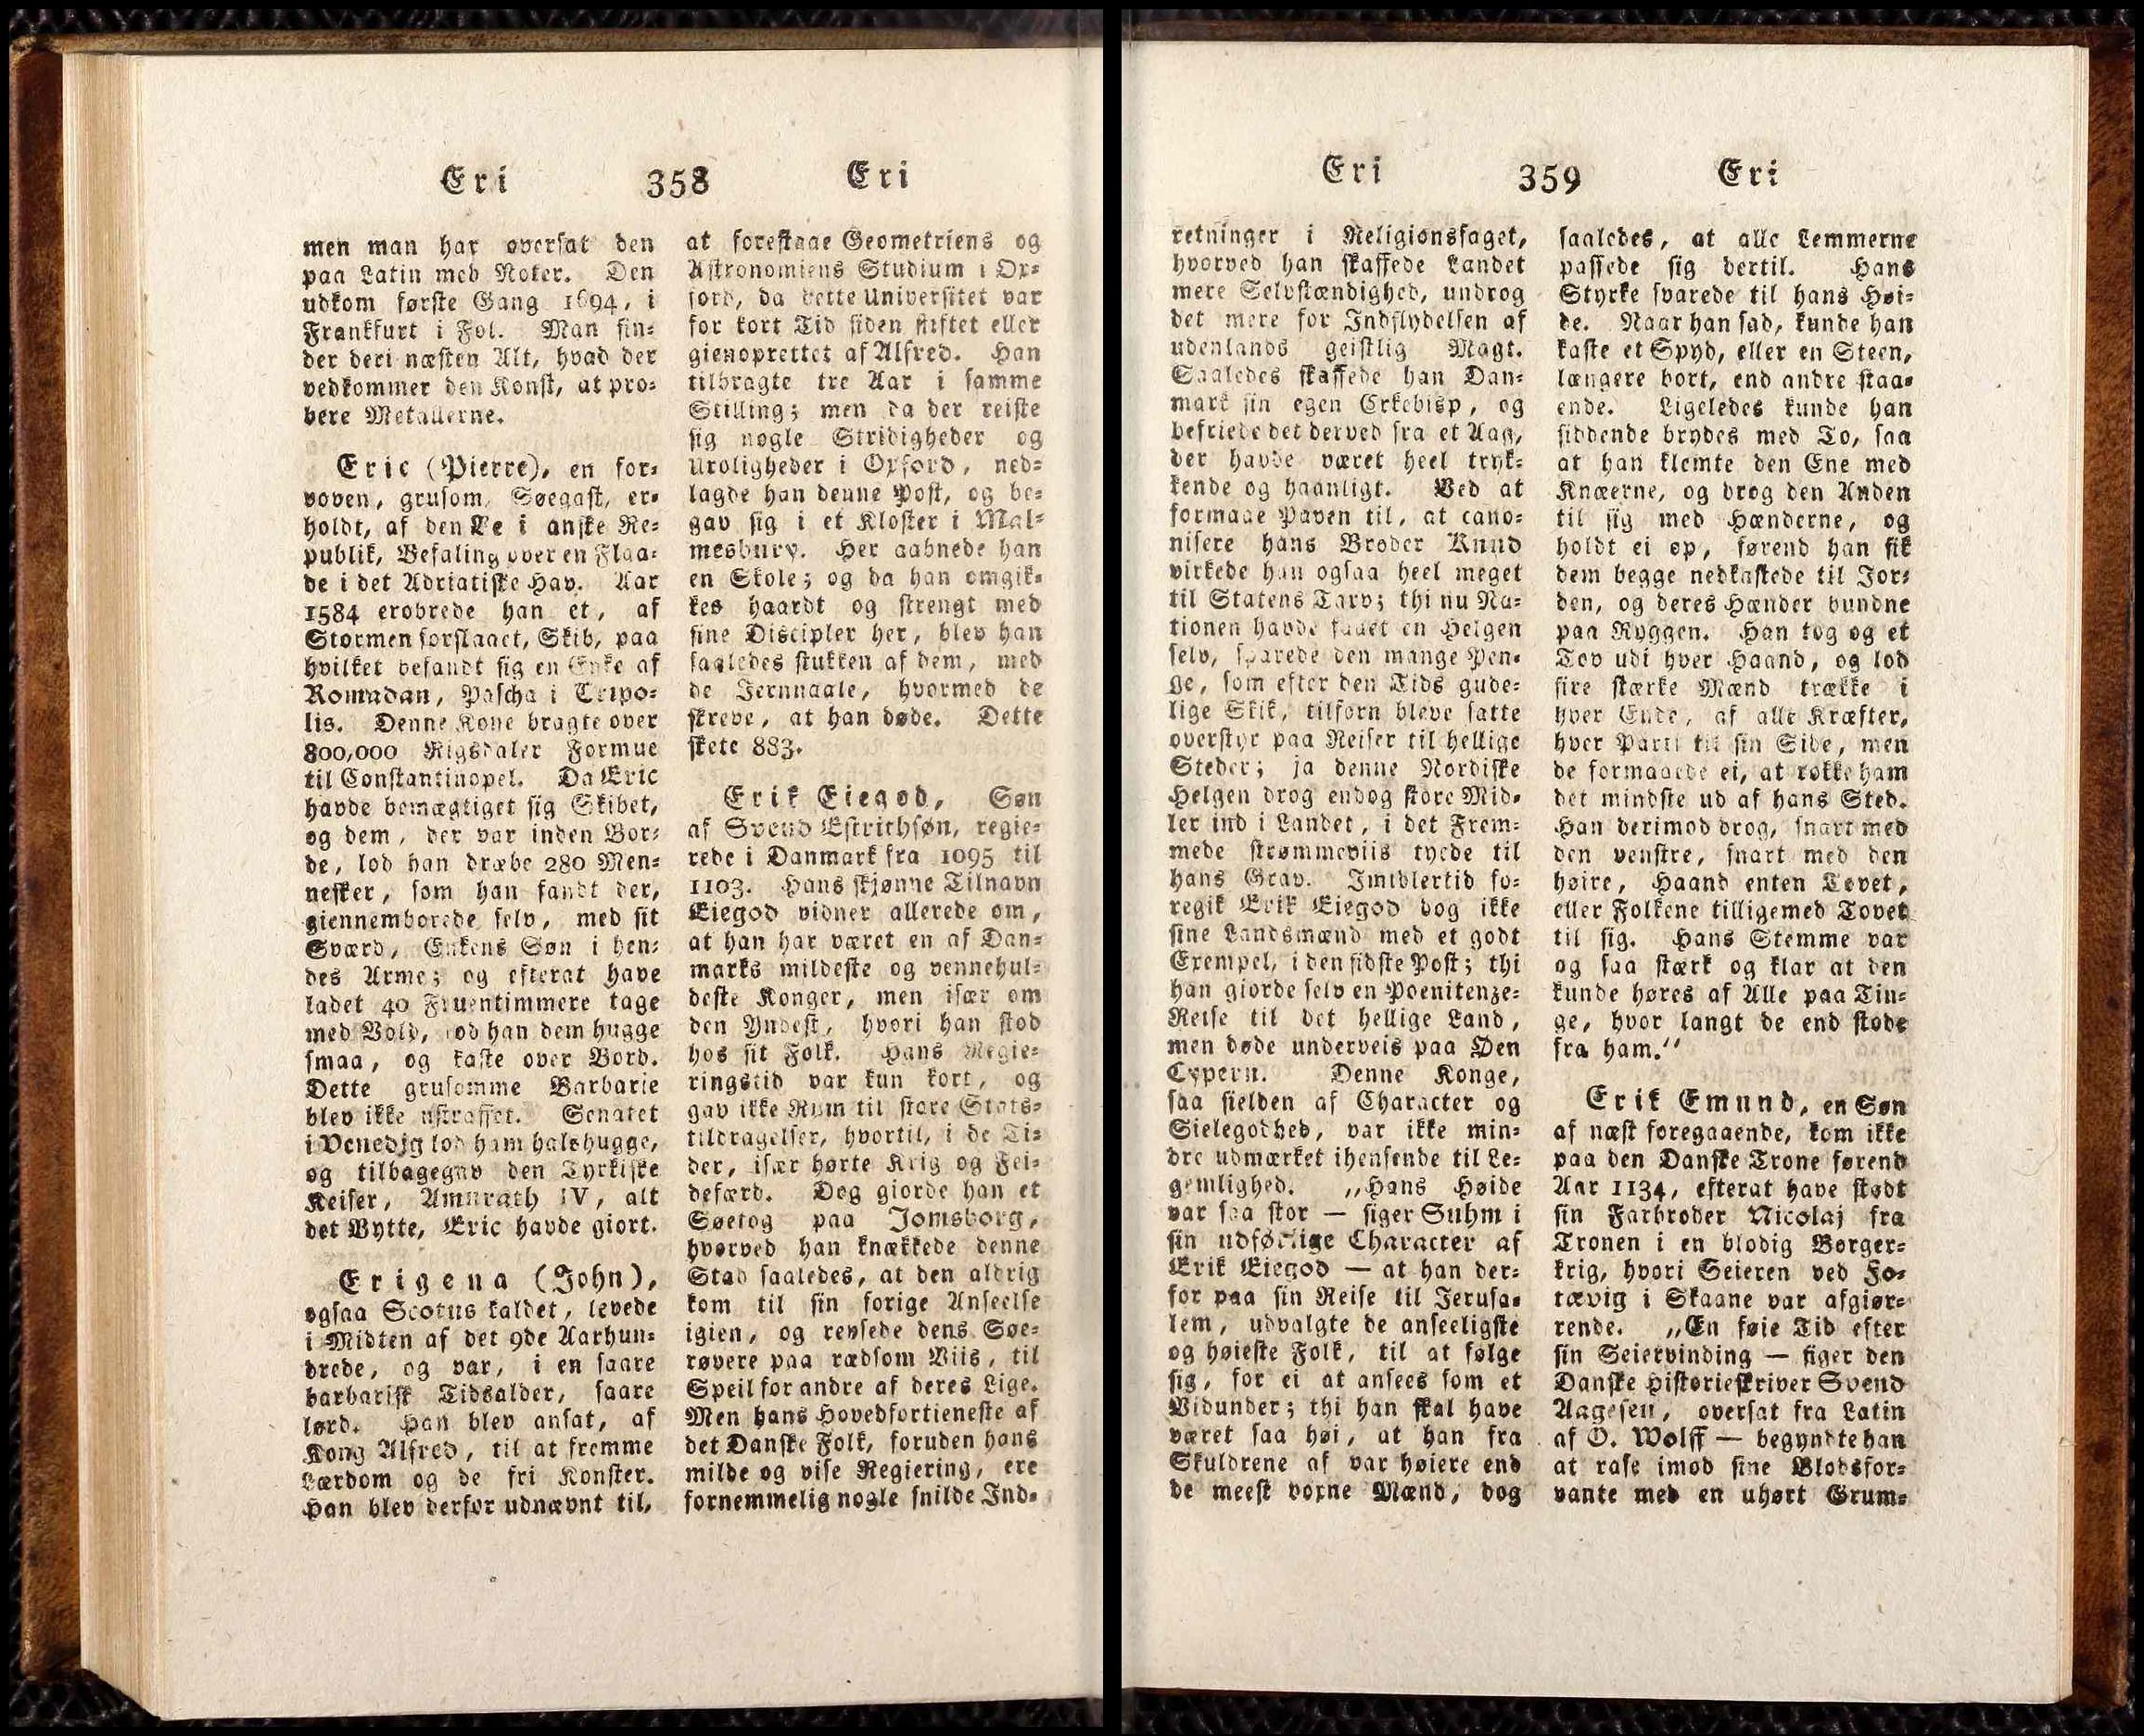 Eri 358 Eri
men man har oversat den
paa Latin med Noter. Den
udkom første Gang 1694, i
Frankfurt i Fol. Man fin-
der deri næsten Alt, hvad der
vedkommer den Konst, at pro-
bere Metallerne.
Eric (Pierre), en for-
voven, grusom, Søegast, er-
holdt, af den Ve i anske Re-
publik, Befaling over en Flaa-
de i det Adriatiske Hav. Aar
1584 erobrede han et, af
Stormen forslaaet, Skib, paa
hvilket befandt sig en Enke af
Romadan, Pascha i Tripo-
lis. Denne Kone bragte over
800,000 Rigsdaler Formue
til Constantinopel. Da Eric
havde bemægtiget sig Skibet,
og dem, der var inden Bor-
de, lod han dræbe 280 Men-
nesker, som han fandt der,
giennemborede selv, med sit
Sværd, Enkens Søn i hen-
des Arme; og efterat have
ladet 40 Fruentimmere tage
med Vold, lod han dem hugge
smaa, og kaste over Bord.
Dette grusomme Barbarie
blev ikke ustraffet. Senatet
i Venedig lod ham halshugge,
og tilbagegav den Tyrkiske
Keiser, Amurath IV, alt
det Bytte, Eric havde giort.
Erigena (John),
ogsaa Scotus kaldet, levede
i Midten af det 9de Aarhun-
drede, og var, i en saare
barbarisk Tidsalder, saare
lærd. Han blev ansat, af
Kong Alfred, til at fremme
Lærdom og de fri Konster.
Han blev derfor udnævnt til,
at forestaae Geometriens og
Astronomiens Studium i Ox-
ford, da dette Universitet var
for kort Tid siden stiftet eller
gienoprettet af Alfred. Han
tilbragte tre Aar i samme
Stilling; men da der reiste
sig nogle Stridigheder og
Uroligheder i Oxford, ned-
lagde han denne Post, og be-
gav sig i et Kloster i Mal-
mesbury. Her aabnede han
en Skole; og da han omgik-
kes haardt og strengt med
sine Discipler her, blev han
saaledes stukken af dem, med
de Jernnaale, hvormed de
skreve, at han døde. Dette
skete 883.
Erik Eiegod, Søn
af Svend Estrithsøn, regie-
rede i Danmark fra 1095 til
1103. Hans skjønne Tilnavn
Eiegod vidner allerede om,
at han har været en af Dan-
marks mildeste og vennehul-
deste Konger, men især om
den Yndest, hvori han stod
hos sit Folk. Hans Regie-
ringstid var kun kort, og
gav ikke Rum til store Stats-
tildragelser, hvortil, i de Ti-
der, især hørte Krig og Fei-
defærd. Dog giorde han et
Søetog paa Jomsborg,
hvorved han knækkede denne
Stad saaledes, at den aldrig
kom til sin forige Anseelse
igien, og revsede dens Søe-
røvere paa rædsom Viis, til
Speil for andre af deres Lige.
Men hans Hovedfortieneste af
det Danske Folk, foruden hans
milde og vise Regiering, ere
fornemmelig nogle snilde Ind-
Eri 359 Eri
retninger i Religionsfaget,
hvorved han skaffede Landet
mere Selvstændighed, undrog
det mere for Indflydelsen af
udenlands geistlig Magt.
Saaledes skaffede han Dan-
mark sin egen Erkebisp, og
befriede det derved fra et Aag,
der havde været heel tryk-
kende og haanligt. Ved at
formaae Paven til, at cano-
nisere hans Broder Knud
virkede han ogsaa heel meget
til Statens Tarv; thi nu Na-
tionen havde faaet en Helgen
selv, sparede den mange Pen-
ge, som efter den Tids gude-
lige Skik, tilforn bleve satte
overstyr paa Reiser til hellige
Steder; ja denne Nordiske
Helgen drog endog store Mid-
ler ind i Landet, i det Frem-
mede strømmeviis tyede til
hans Grav. Imidlertid fo-
regik Erik Eiegod dog ikke
sine Landsmænd med et godt
Exempel, i den sidste Post; thi
han giorde selv en Poenitenze-
Reise til det hellige Land,
men døde underveis paa Øen
Cypern. Denne Konge,
saa sielden af Character og
Sielegodhed, var ikke min-
dre udmærket ihensende til Le-
gemlighed. „Hans Høide
var saa stor — siger Suhm i
sin udførlige Character af
Erik Eiegod — at han der-
for paa sin Reise til Jerusa-
lem, udvalgte de anseeligste
og høieste Folk, til at følge
sig, for ei at ansees som et
Vidunder; thi han skal have
været saa høi, at han fra
Skuldrene af var høiere end
de meest voxne Mænd, dog
saaledes, at alle Lemmerne
passede sig dertil. Hans
Styrke svarede til hans Høi-
de. Naar han sad, kunde han
kaste et Spyd, eller en Steen,
længere bort, end andre staa-
ende. Ligeledes kunde han
siddende brydes med To, saa
at han klemte den Ene med
Knæerne, og drog den Anden
til sig med Hænderne, og
holdt ei op, førend han fik
dem begge nedkastede til Jor-
den, og deres Hænder bundne
paa Ryggen. Han tog og et
Tov udi hver Haand, og lod
fire stærke Mænd trække i
hver Ende, af alle Kræfter,
hver Parti til sin Side, men
de formaaede ei, at rokke ham
det mindste ud af hans Sted.
Han derimod drog, snart med
den venstre, snart med den
høire, Haand enten Tovet,
eller Folkene tilligemed Tovet
til sig. Hans Stemme var
og saa stærk og klar at den
kunde høres af Alle paa Tin-
ge, hvor langt de end stode
fra ham.“
Erik Emund, en Søn
af næst foregaaende, kom ikke
paa den Danske Trone førend
Aar 1134, efterat have stødt
sin Farbroder Nicolaj fra
Tronen i en blodig Borger-
krig, hvori Seieren ved Fo-
tævig i Skaane var afgiør-
rende. „En føie Tid efter
sin Seiervinding — siger den
Danske Historieskriver Svend
Aagesen, oversat fra Latin
af O. Wolff — begyndte han
at rase imod sine Blodsfor-
vante med en uhørt Grum-